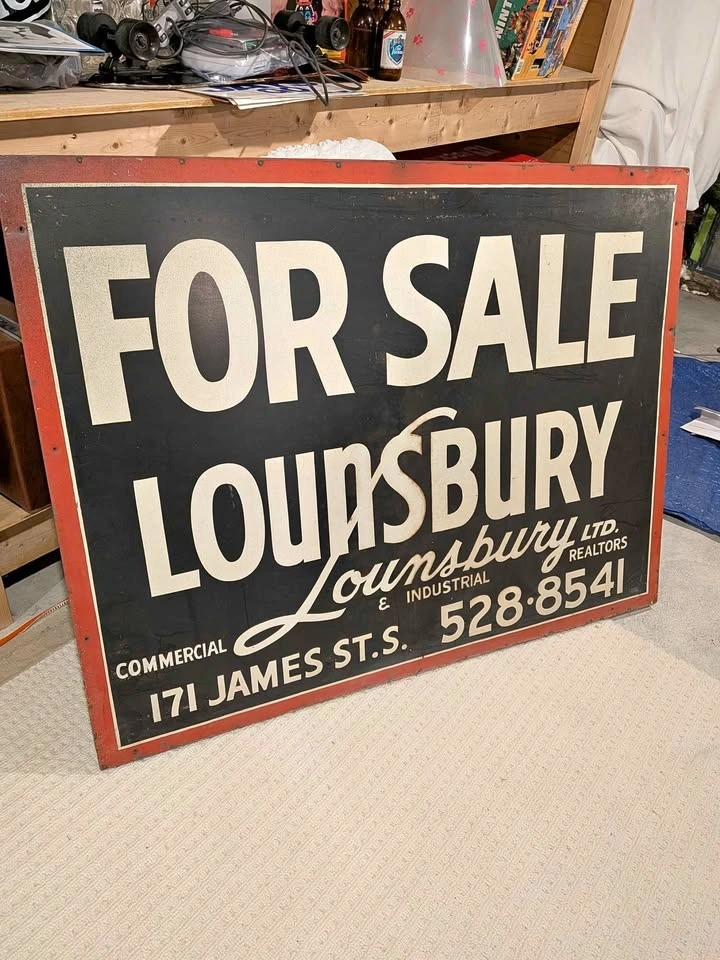 FOR SALE
LOUNSBURY
Lounsbury LTD.
REALTORS
COMMERCIAL & INDUSTRIAL
171 JAMES ST. S. 528·8541